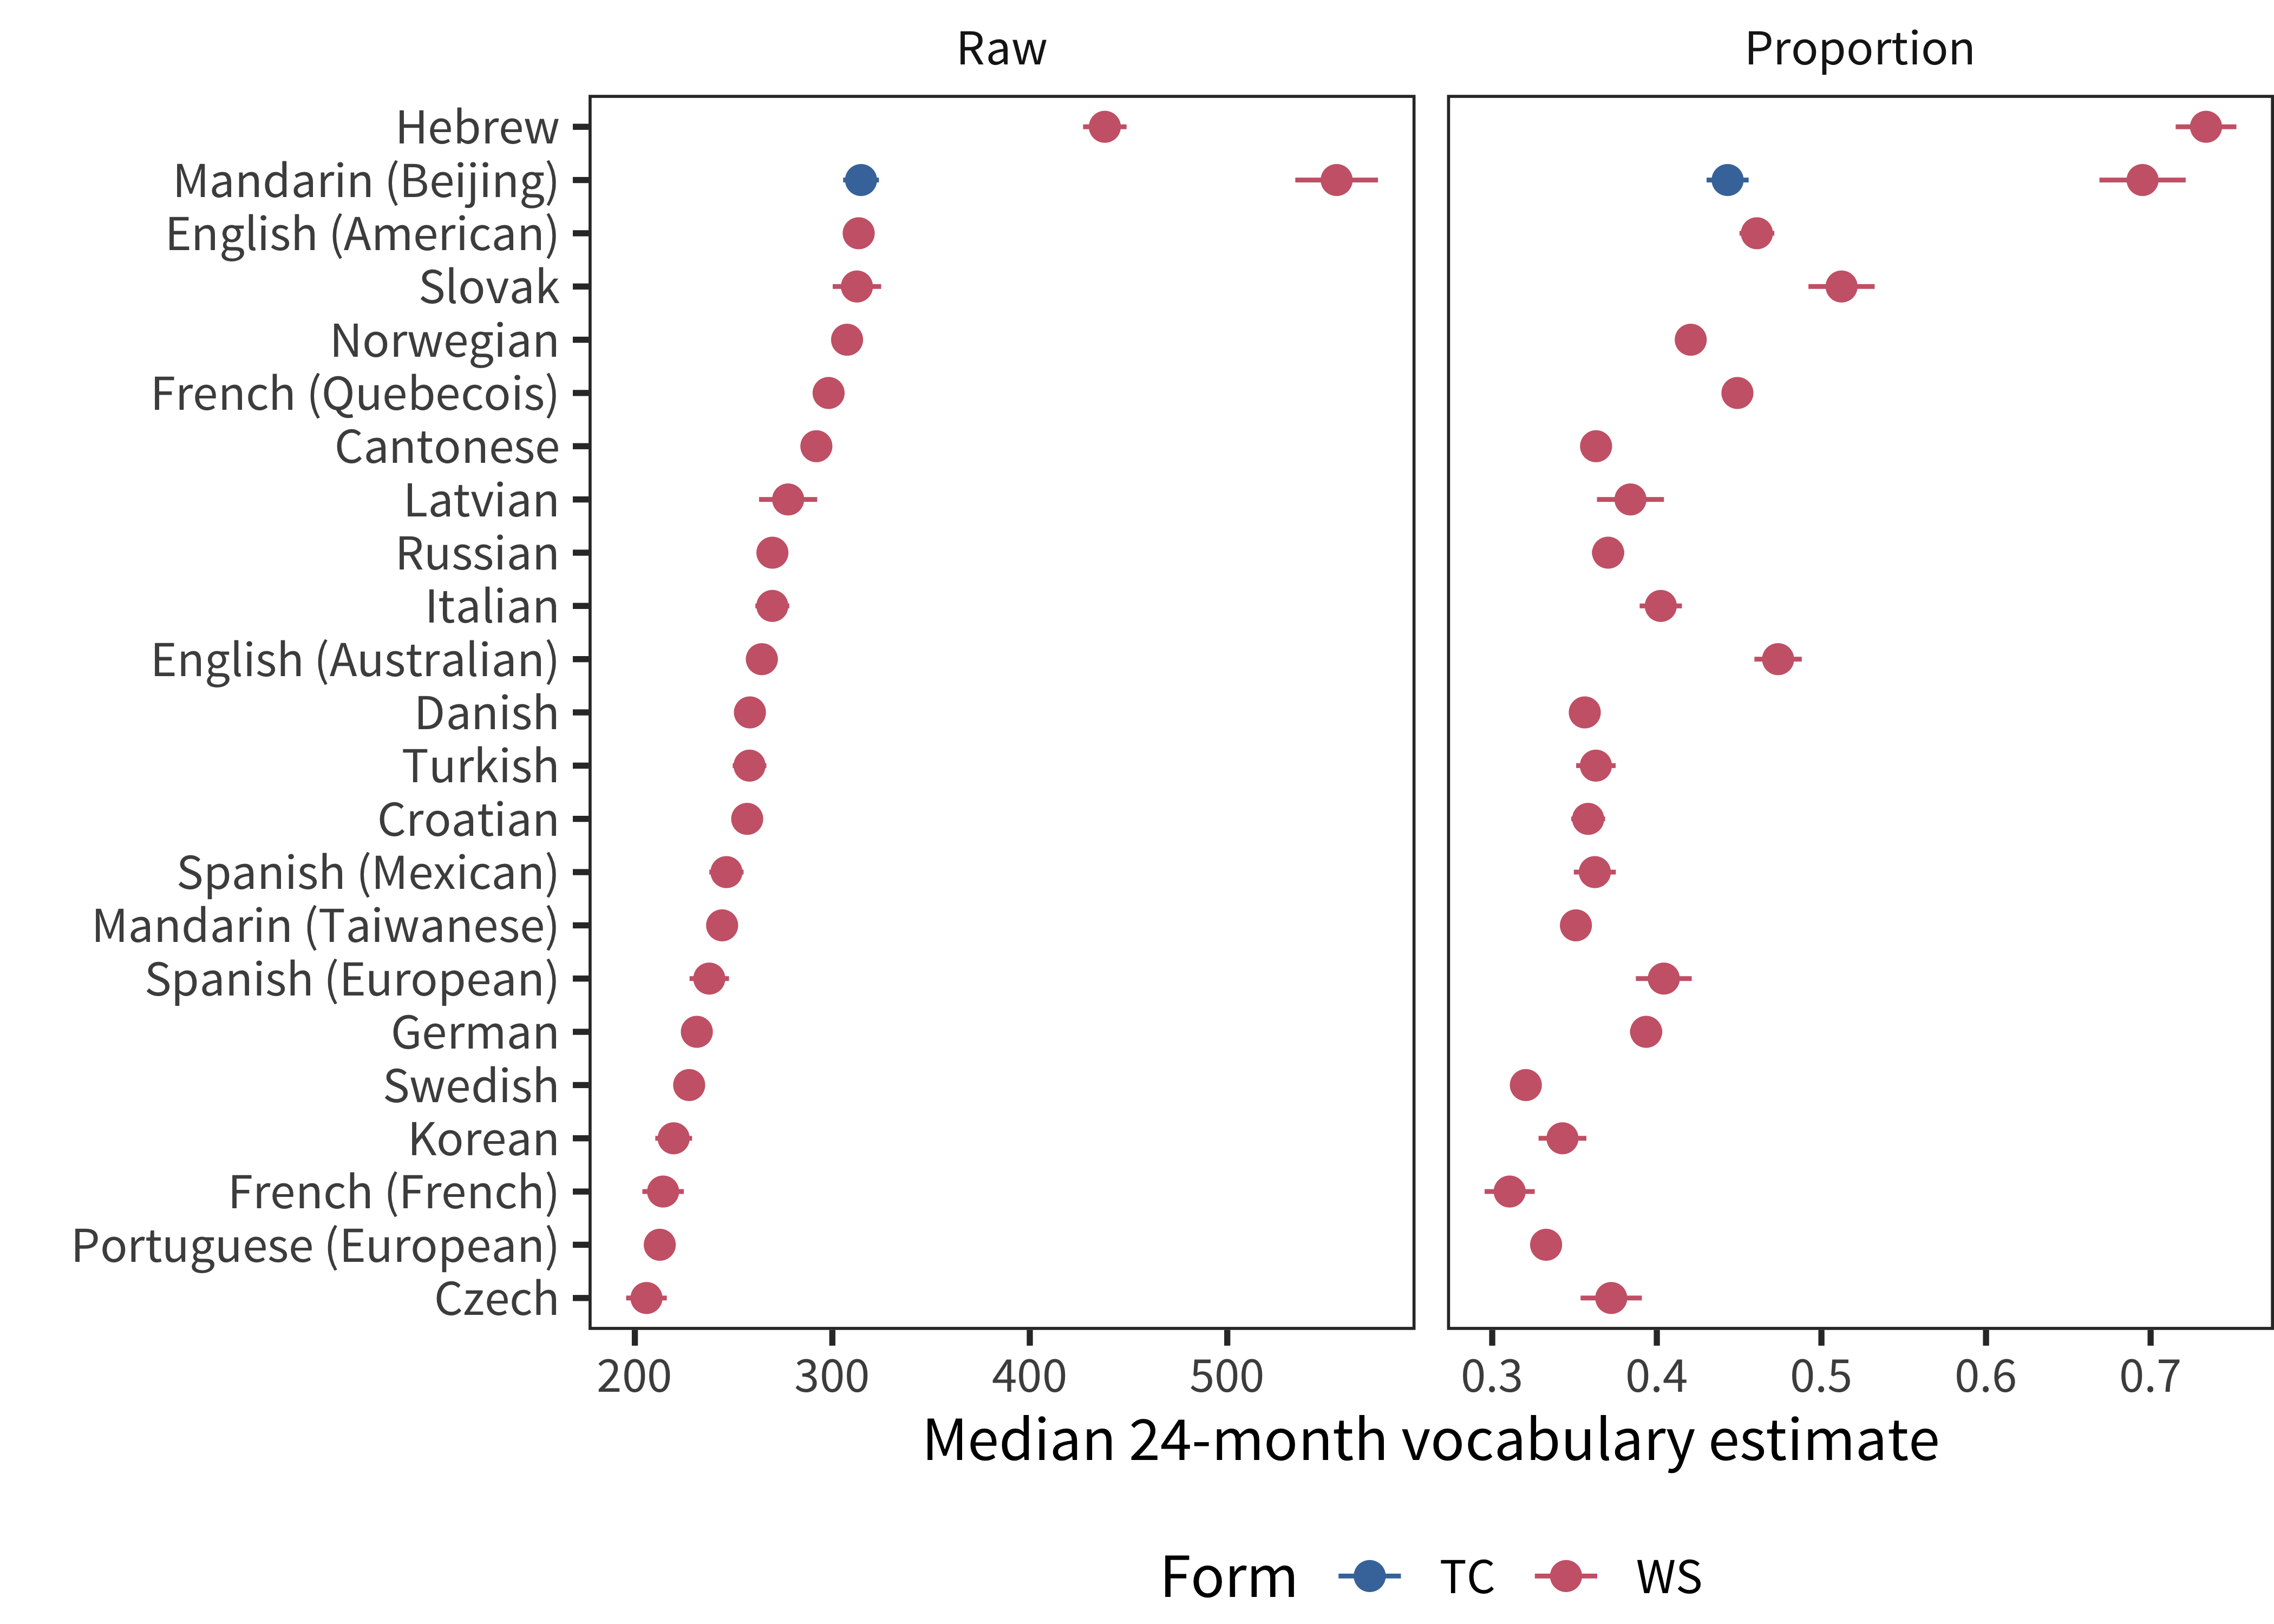 Raw Proportion
Hebrew
Mandarin (Beijing)
English (American)
Slovak
Norwegian
French (Quebecois)
Cantonese
Latvian
Russian
Italian
English (Australian)
Danish
Turkish
Croatian
Spanish (Mexican)
Mandarin (Taiwanese)
Spanish (European)
German
Swedish
Korean
French (French)
Portuguese (European)
Czech
200 300 400 500 0.3 0.4 0.5 0.6 0.7
Median 24-month vocabulary estimate
Form TC WS